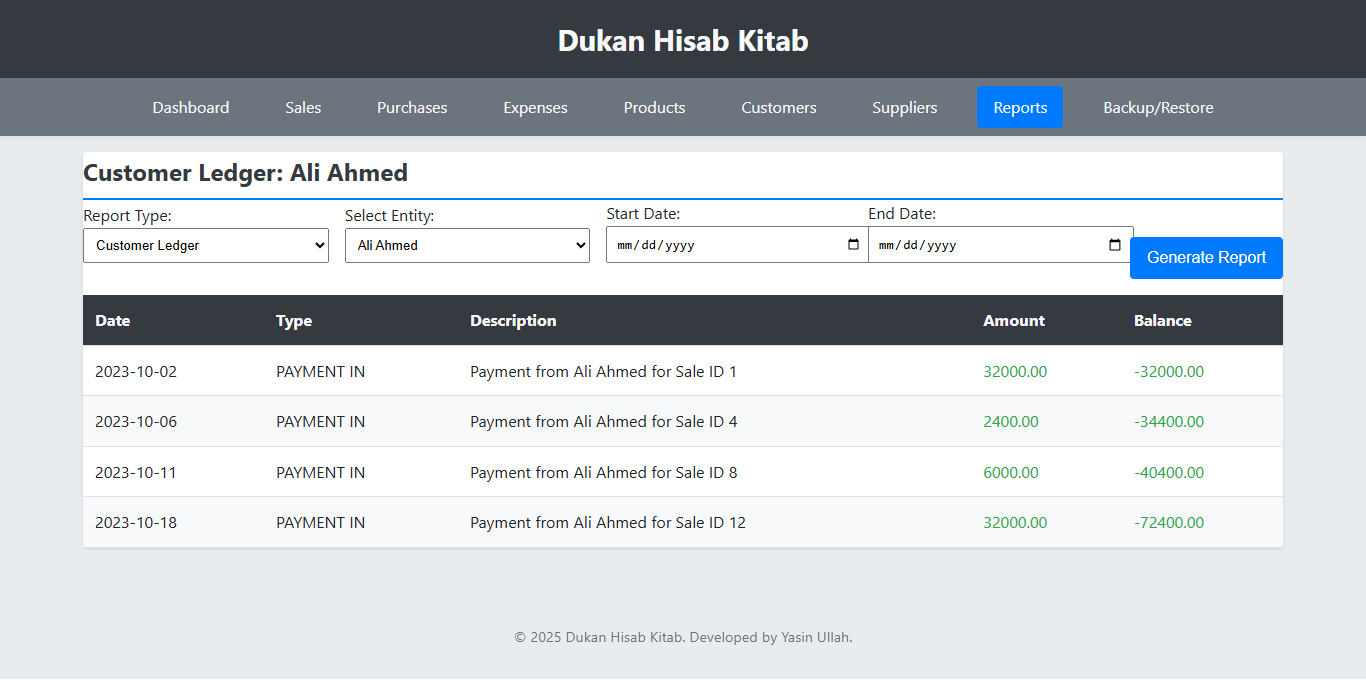 Dukan Hisab Kitab
Dashboard Sales Purchases Expenses Products Customers Suppliers Reports Backup/Restore
Customer Ledger: Ali Ahmed
Report Type: Select Entity: Start Date: End Date:
Customer Ledger Ali Ahmed mm/dd/yyyy mm/dd/yyyy Generate Report
Date Type Description Amount Balance
2023-10-02 PAYMENT IN Payment from Ali Ahmed for Sale ID 1 32000.00 -32000.00
2023-10-06 PAYMENT IN Payment from Ali Ahmed for Sale ID 4 2400.00 -34400.00
2023-10-11 PAYMENT IN Payment from Ali Ahmed for Sale ID 8 6000.00 -40400.00
2023-10-18 PAYMENT IN Payment from Ali Ahmed for Sale ID 12 32000.00 -72400.00
© 2025 Dukan Hisab Kitab. Developed by Yasin Ullah.